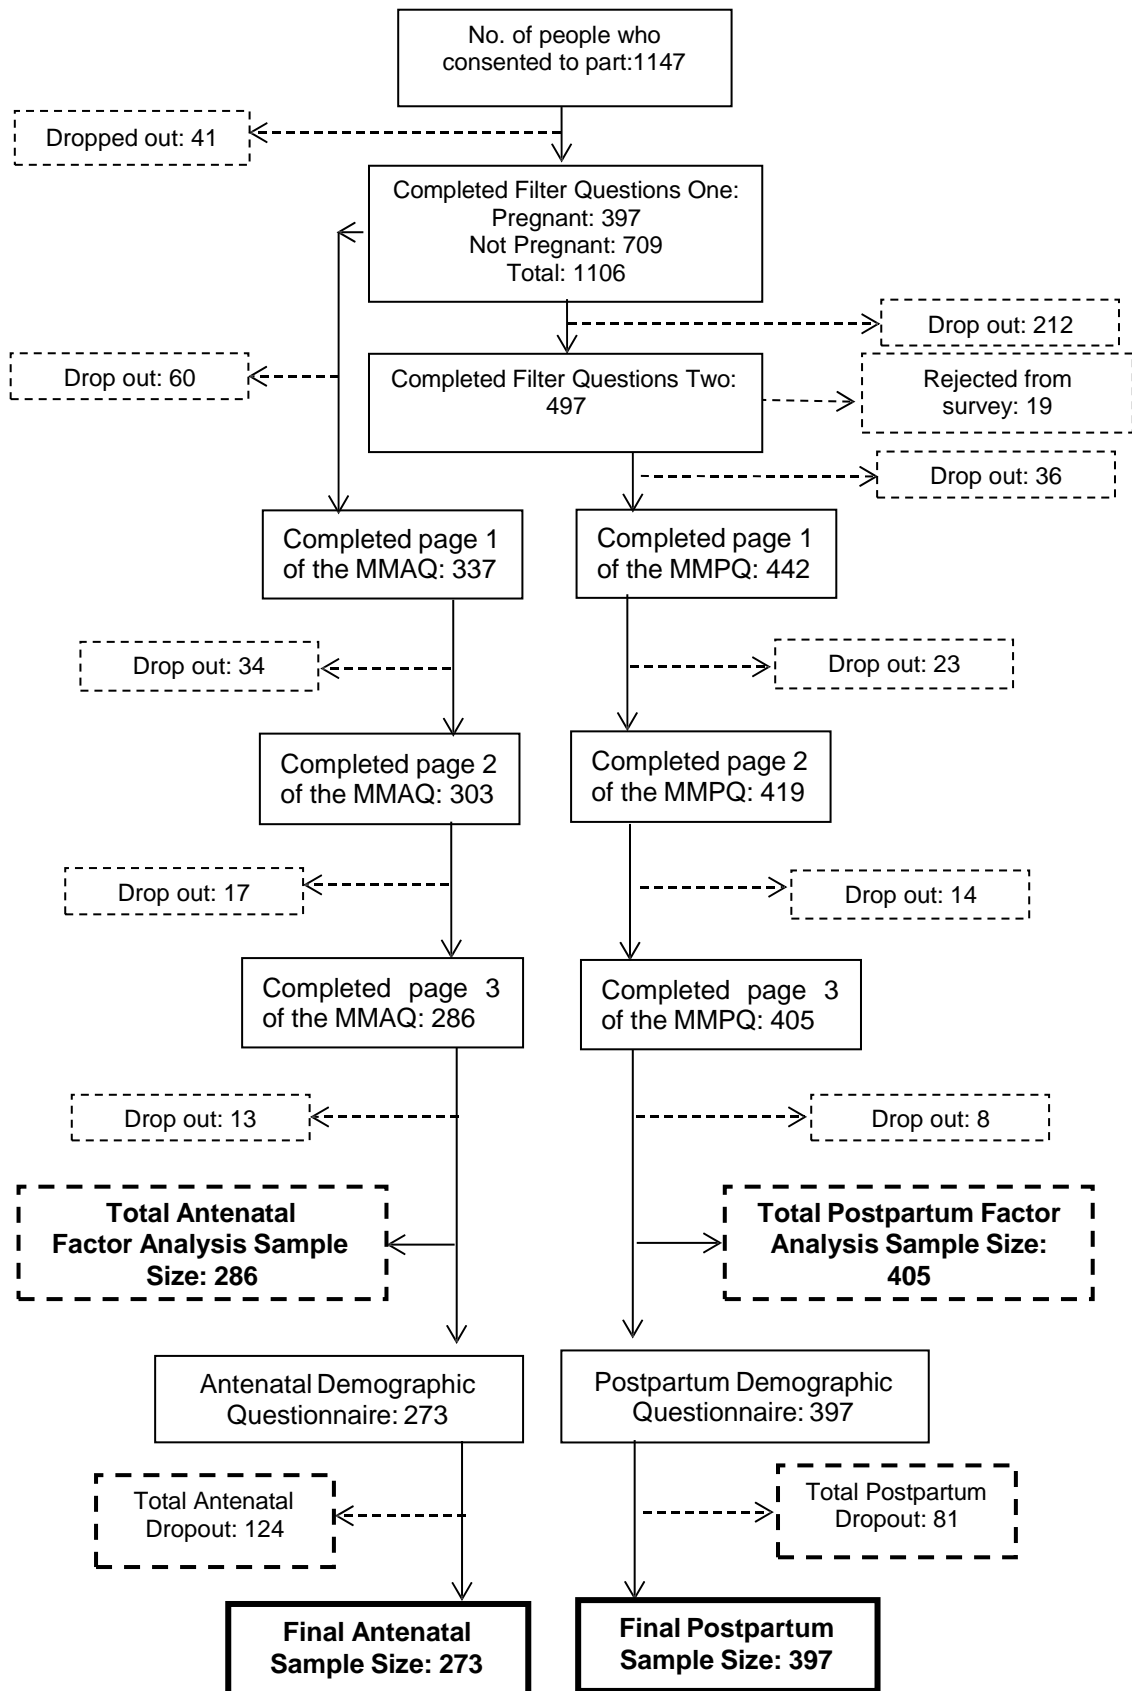 No. of people who
consented to part:1147
Dropped out: 41
Completed Filter Questions One:
Pregnant: 397
Not Pregnant: 709
Total: 1106
Drop out: 212
Drop out: 60
Completed Filter Questions Two:
497
Rejected from
survey: 19
Drop out: 36
Completed page 1
of the MMAQ: 337
Completed page 1
of the MMPQ: 442
Drop out: 34
Drop out: 23
Completed page 2
of the MMAQ: 303
Completed page 2
of the MMPQ: 419
Drop out: 17
Drop out: 14
Completed page 3
of the MMAQ: 286
Completed page 3
of the MMPQ: 405
Drop out: 13
Drop out: 8
Total Antenatal
Factor Analysis Sample
Size: 286
Total Postpartum Factor
Analysis Sample Size:
405
Antenatal Demographic
Questionnaire: 273
Postpartum Demographic
Questionnaire: 397
Total Antenatal
Dropout: 124
Total Postpartum
Dropout: 81
Final Antenatal
Sample Size: 273
Final Postpartum
Sample Size: 397